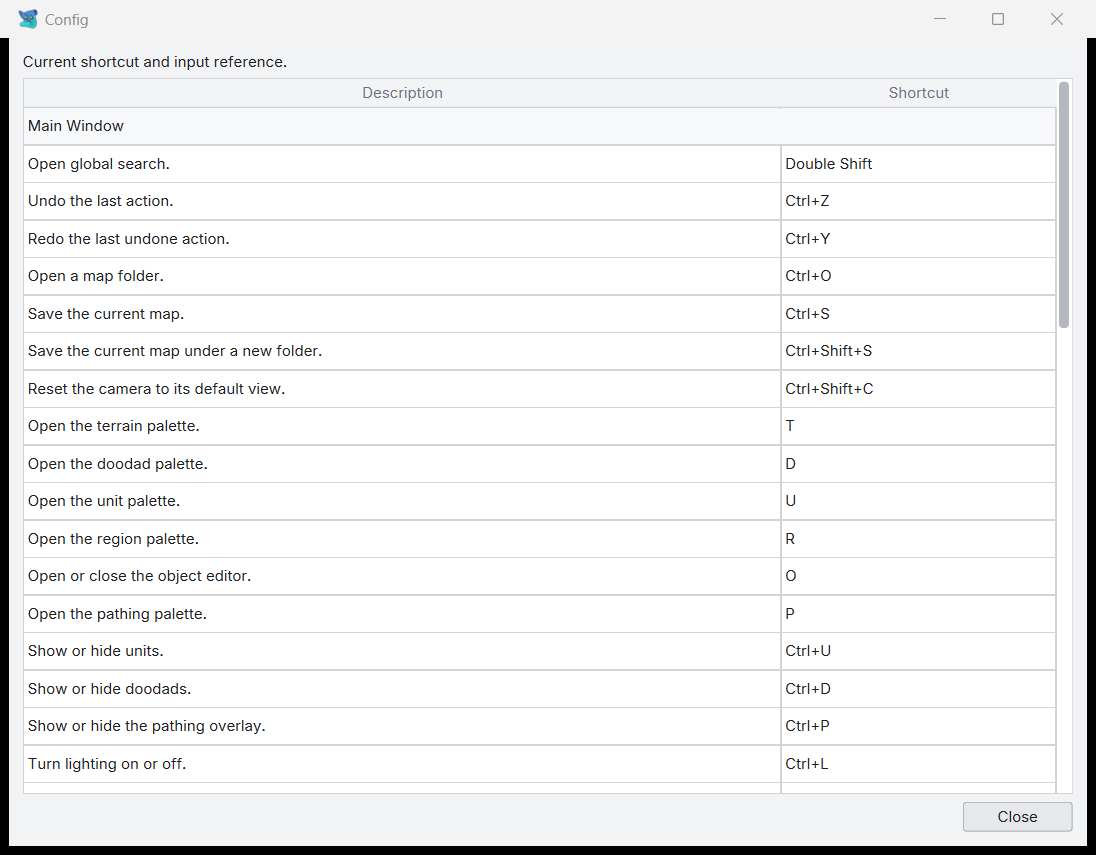 Config
Current shortcut and input reference.
Description Shortcut
Main Window
Open global search. Double Shift
Undo the last action. Ctrl+Z
Redo the last undone action. Ctrl+Y
Open a map folder. Ctrl+O
Save the current map. Ctrl+S
Save the current map under a new folder. Ctrl+Shift+S
Reset the camera to its default view. Ctrl+Shift+C
Open the terrain palette. T
Open the doodad palette. D
Open the unit palette. U
Open the region palette. R
Open or close the object editor. O
Open the pathing palette. P
Show or hide units. Ctrl+U
Show or hide doodads. Ctrl+D
Show or hide the pathing overlay. Ctrl+P
Turn lighting on or off. Ctrl+L
Close